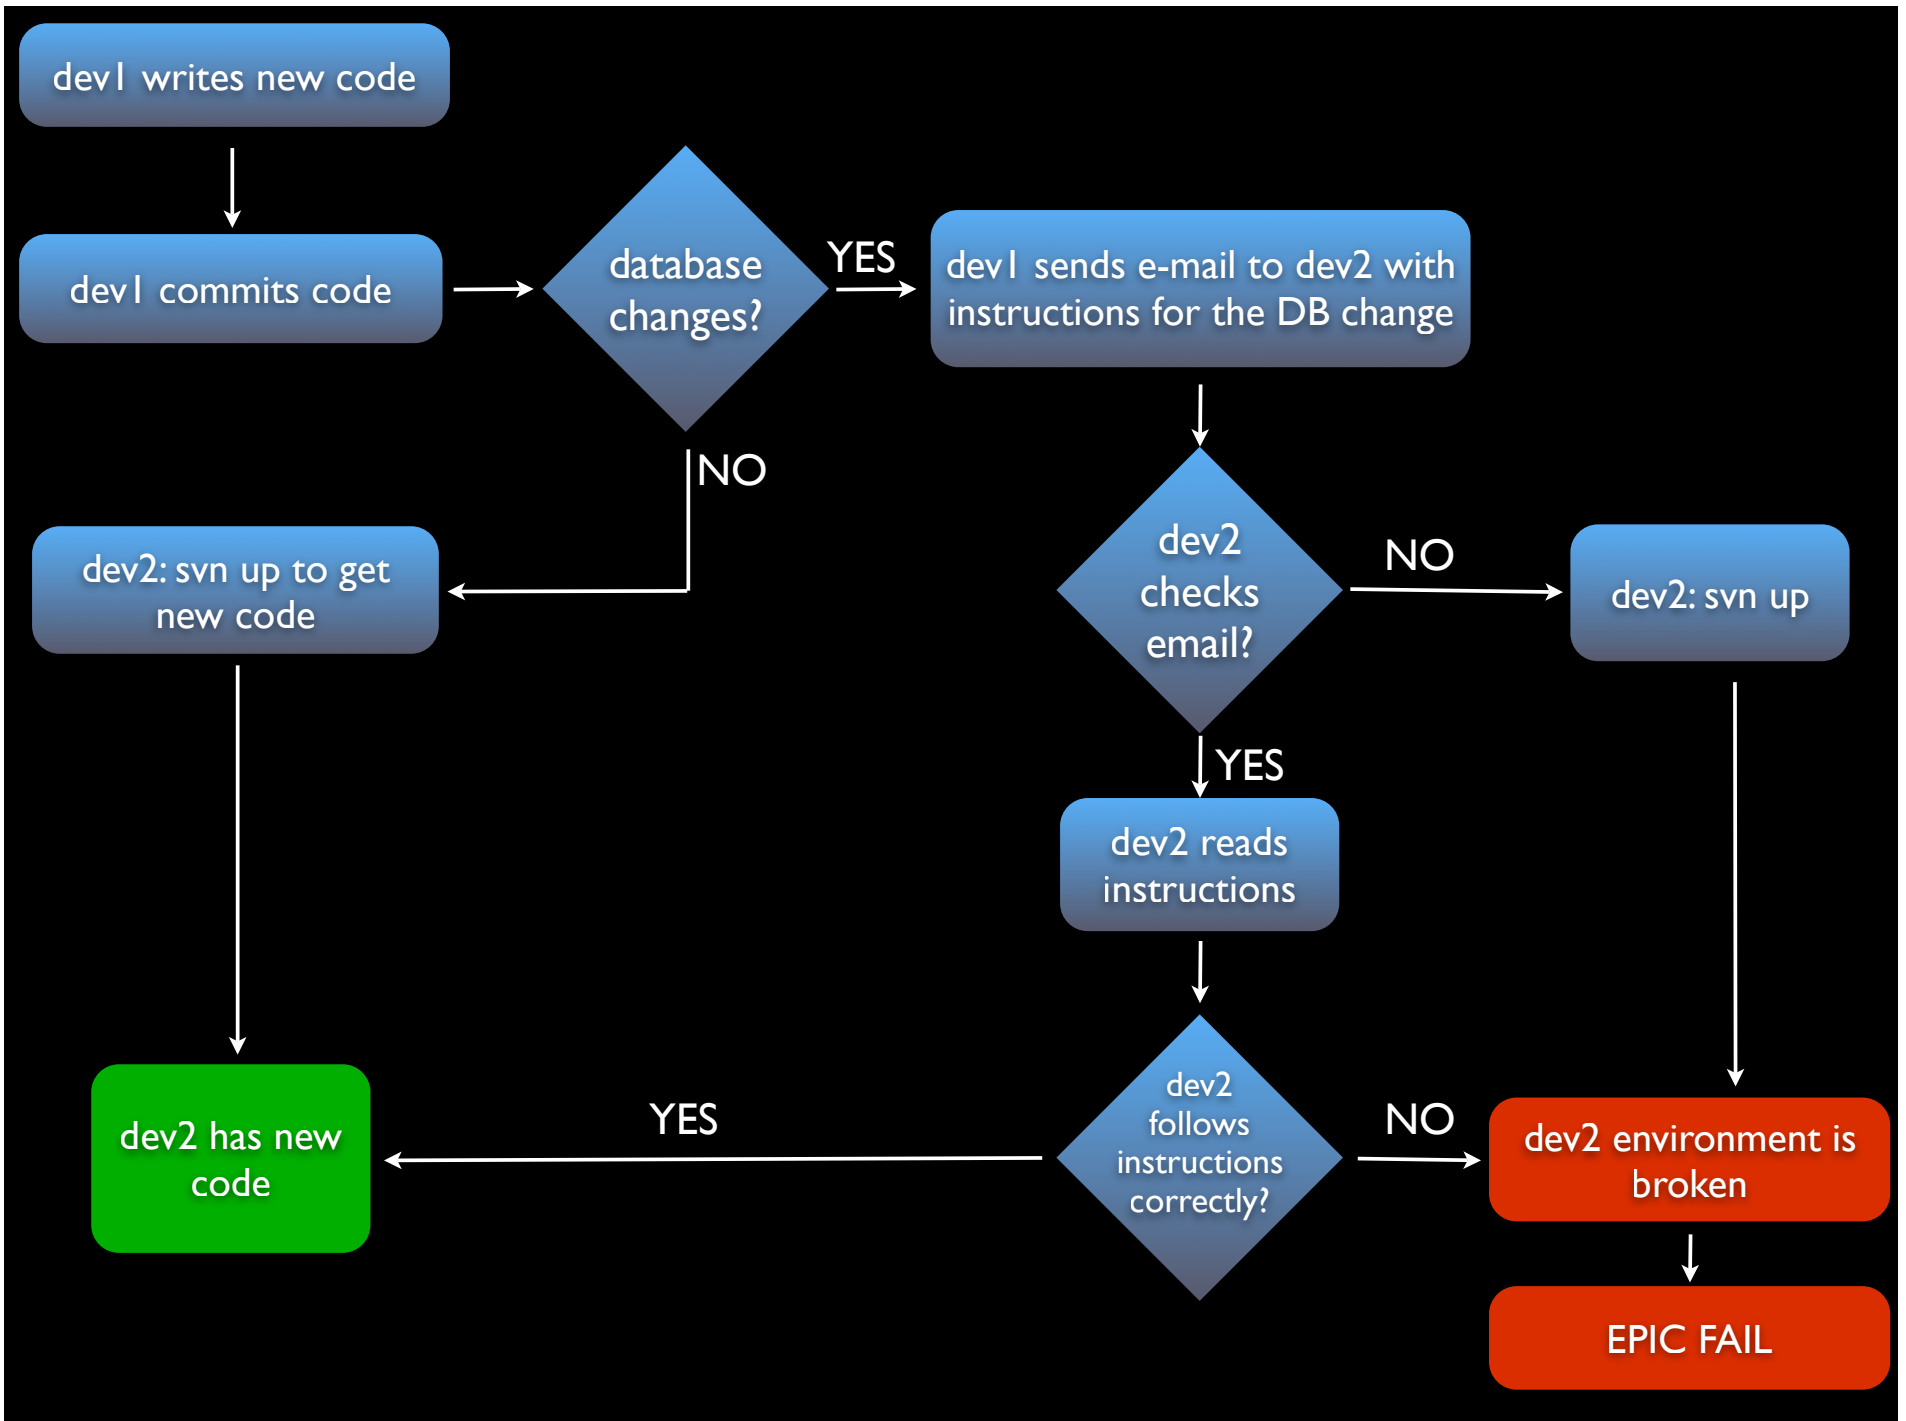 dev1 writes new code
dev1 commits code
database
changes?
YES
dev1 sends e-mail to dev2 with
instructions for the DB change
NO
dev2: svn up to get
new code
dev2
checks
email?
NO
dev2: svn up
YES
dev2 reads
instructions
dev2 has new
code
YES
dev2
follows
instructions
correctly?
NO
dev2 environment is
broken
EPIC FAIL